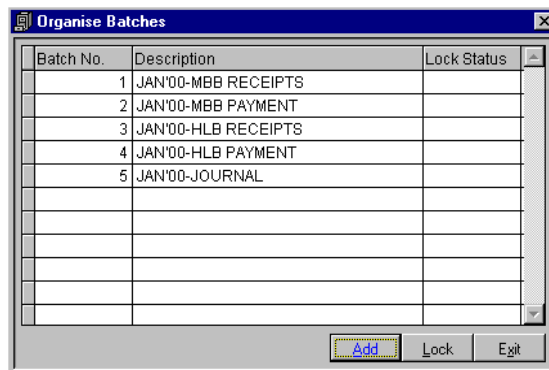 Organise Batches
Batch No. Description Lock Status
1 JAN'00-MBB RECEIPTS
2 JAN'00-MBB PAYMENT
3 JAN'00-HLB RECEIPTS
4 JAN'00-HLB PAYMENT
5 JAN'00-JOURNAL
Add Lock Exit